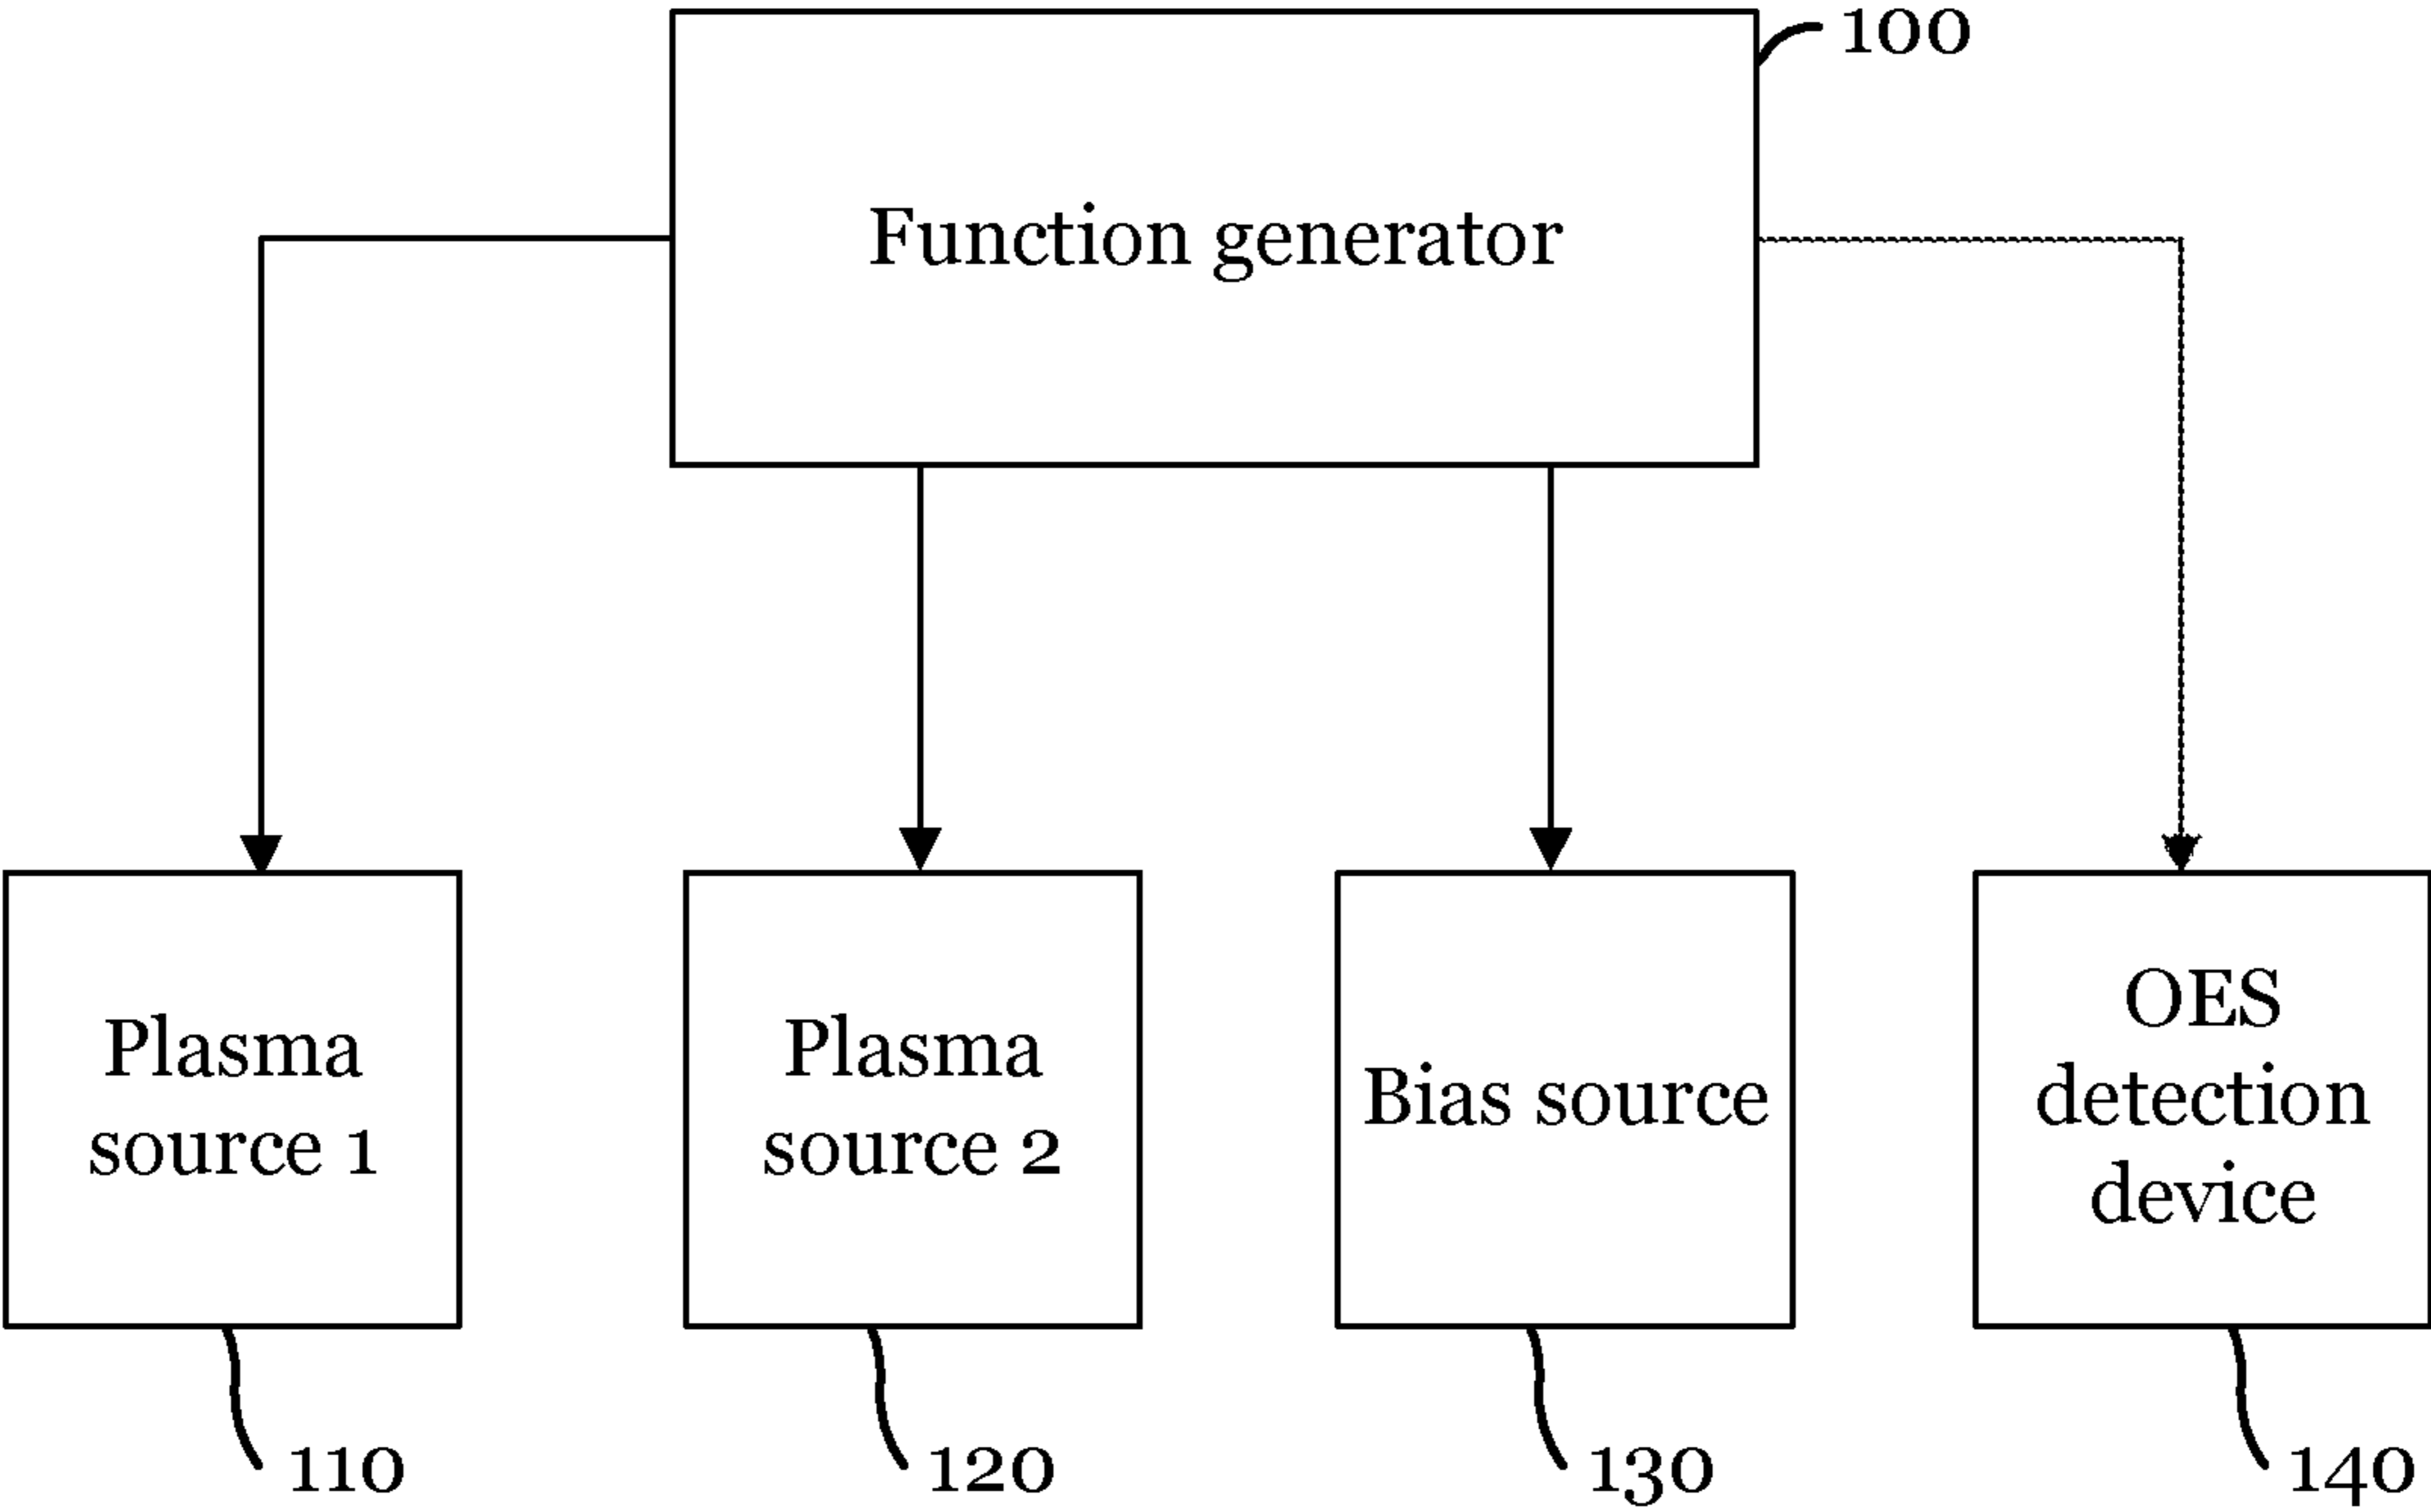 100
Function generator
Plasma
source 1
Plasma
source 2
Bias source
OES
detection
device
110
120
130
140